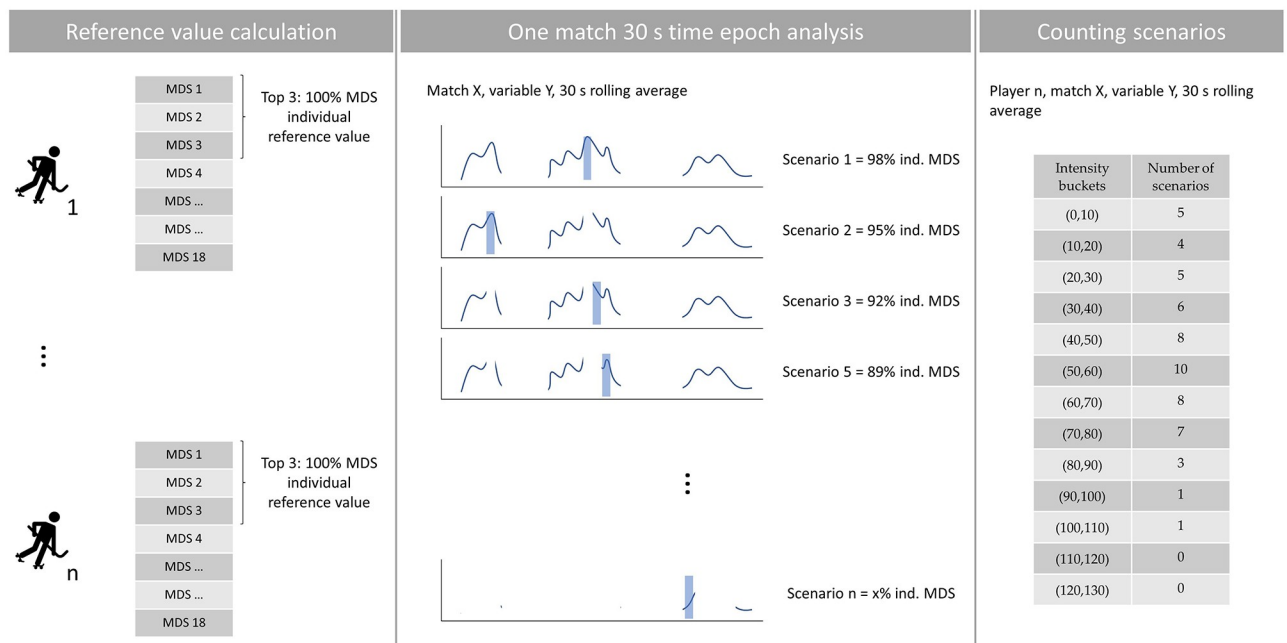 Reference value calculation
MDS 1
MDS 2
MDS 3
MDS 4
MDS ...
MDS ...
MDS 18
Top 3: 100% MDS
individual
reference value
1
MDS 1
MDS 2
MDS 3
MDS 4
MDS ...
MDS ...
MDS 18
Top 3: 100% MDS
individual
reference value
n
One match 30 s time epoch analysis
Match X, variable Y, 30 s rolling average
Scenario 1 = 98% ind. MDS
Scenario 2 = 95% ind. MDS
Scenario 3 = 92% ind. MDS
Scenario 5 = 89% ind. MDS
Scenario n = x% ind. MDS
Counting scenarios
Player n, match X, variable Y, 30 s rolling
average
Intensity buckets Number of scenarios
(0,10) 5
(10,20) 4
(20,30) 5
(30,40) 6
(40,50) 8
(50,60) 10
(60,70) 8
(70,80) 7
(80,90) 3
(90,100) 1
(100,110) 1
(110,120) 0
(120,130) 0